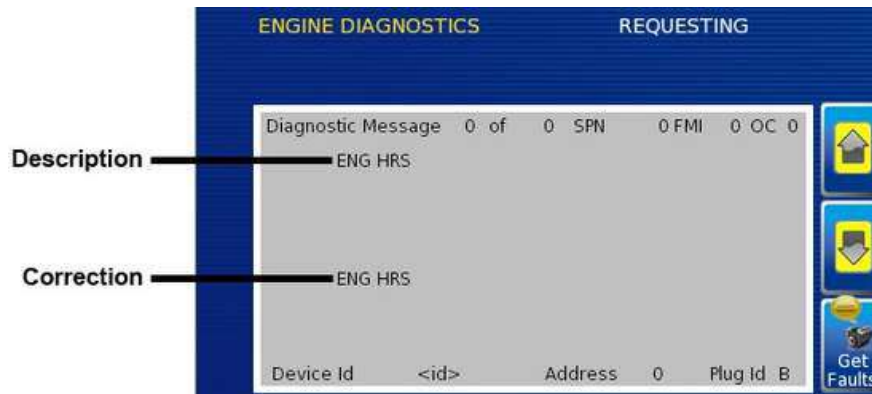 ENGINE DIAGNOSTICS REQUESTING
Diagnostic Message 0 of 0 SPN 0 FMI 0 OC 0
Description ENG HRS
Correction ENG HRS
Device Id <id> Address 0 Plug Id B
Get
Faults